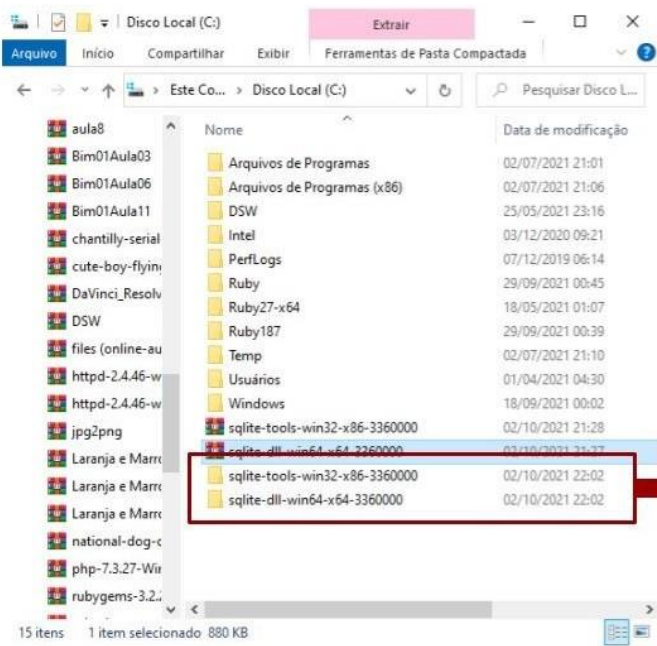 Disco Local (C:)
Extrair
Arquivo Início Compartilhar Exibir Ferramentas de Pasta Compactada
Este Co... > Disco Local (C:)
Pesquisar Disco L...
Nome Data de modificação
aula8
Bim01Aula03
Bim01Aula06
Bim01Aula11
chantilly-serial
cute-boy-flying
DaVinci_Resolv
DSW
files (online-au
httpd-2.4.46-w
httpd-2.4.46-w
jpg2png
Laranja e Marro
Laranja e Marro
Laranja e Marro
national-dog-c
php-7.3.27-Win
rubygems-3.2.
Arquivos de Programas 02/07/2021 21:01
Arquivos de Programas (x86) 02/07/2021 21:06
DSW 25/05/2021 23:16
Intel 03/12/2020 09:21
PerfLogs 07/12/2019 06:14
Ruby 29/09/2021 00:45
Ruby27-x64 18/05/2021 01:07
Ruby187 29/09/2021 00:39
Temp 02/07/2021 21:10
Usuários 01/04/2021 04:30
Windows 18/09/2021 00:02
sqlite-tools-win32-x86-3360000 02/10/2021 21:28
sqlite-dll-win64-x64-3360000 02/10/2021 21:27
sqlite-tools-win32-x86-3360000 02/10/2021 22:02
sqlite-dll-win64-x64-3360000 02/10/2021 22:02
15 itens 1 item selecionado 880 KB